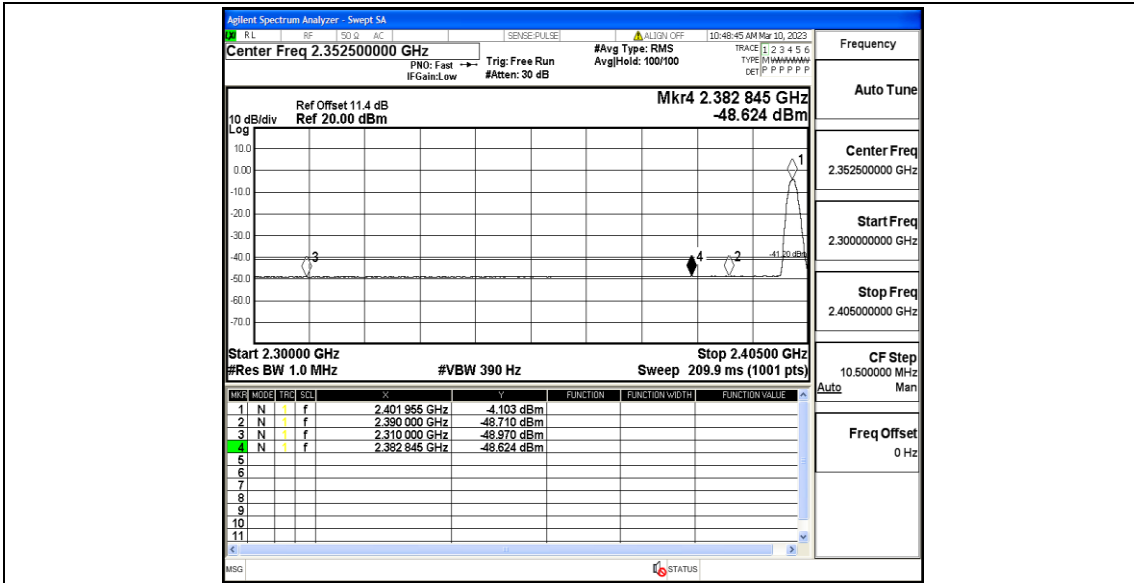 Agilent Spectrum Analyzer - Swept SA
RL RF 50 Ω AC SENSE:PULSE ALIGN OFF 10:48:45 AM Mar 10, 2023
Center Freq 2.352500000 GHz
PNO: Fast
IFGain:Low
Trig: Free Run
#Atten: 30 dB
#Avg Type: RMS
Avg|Hold: 100/100
TRACE 1 2 3 4 5 6
TYPE M
DET P P P P P P
Mkr4 2.382 845 GHz
-48.624 dBm
Ref Offset 11.4 dB
10 dB/div Ref 20.00 dBm
Log
10.0
0.00
-10.0
-20.0
-30.0
-40.0
-50.0
-60.0
-70.0
1
3
4
2
-41.20 dBm
Start 2.30000 GHz Stop 2.40500 GHz
#Res BW 1.0 MHz #VBW 390 Hz Sweep 209.9 ms (1001 pts)
MKR MODE TRC SCL X Y FUNCTION FUNCTION WIDTH FUNCTION VALUE
1 N 1 f 2.401 955 GHz -4.103 dBm
2 N 1 f 2.390 000 GHz -48.710 dBm
3 N 1 f 2.310 000 GHz -48.970 dBm
4 N 1 f 2.382 845 GHz -48.624 dBm
5
6
7
8
9
10
11
MSG STATUS
Frequency
Auto Tune
Center Freq
2.352500000 GHz
Start Freq
2.300000000 GHz
Stop Freq
2.405000000 GHz
CF Step
10.500000 MHz
Auto Man
Freq Offset
0 Hz